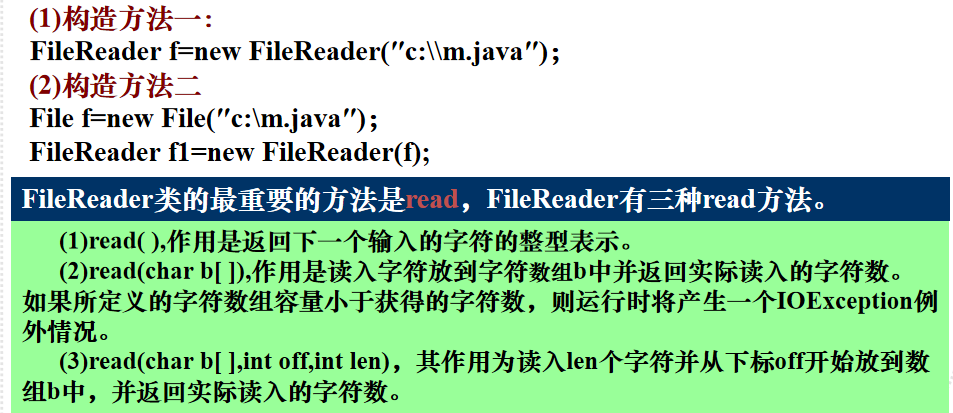 (1)构造方法一：
FileReader f=new FileReader("c:\\m.java");
(2)构造方法二
File f=new File("c:\m.java");
FileReader f1=new FileReader(f);
FileReader类的最重要的方法是read，FileReader有三种read方法。
(1)read( ),作用是返回下一个输入的字符的整型表示。
(2)read(char b[ ]),作用是读入字符放到字符数组b中并返回实际读入的字符数。
如果所定义的字符数组容量小于获得的字符数，则运行时将产生一个IOException例
外情况。
(3)read(char b[ ],int off,int len)，其作用为读入len个字符并从下标off开始放到数
组b中，并返回实际读入的字符数。